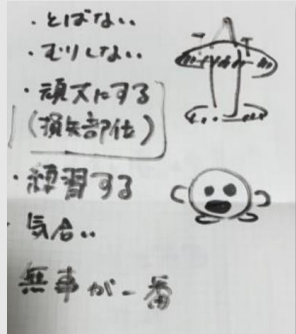 ・とばない
・むりしない
・頑丈にする
（損失部位）
・練習する
・気合い
無事が一番